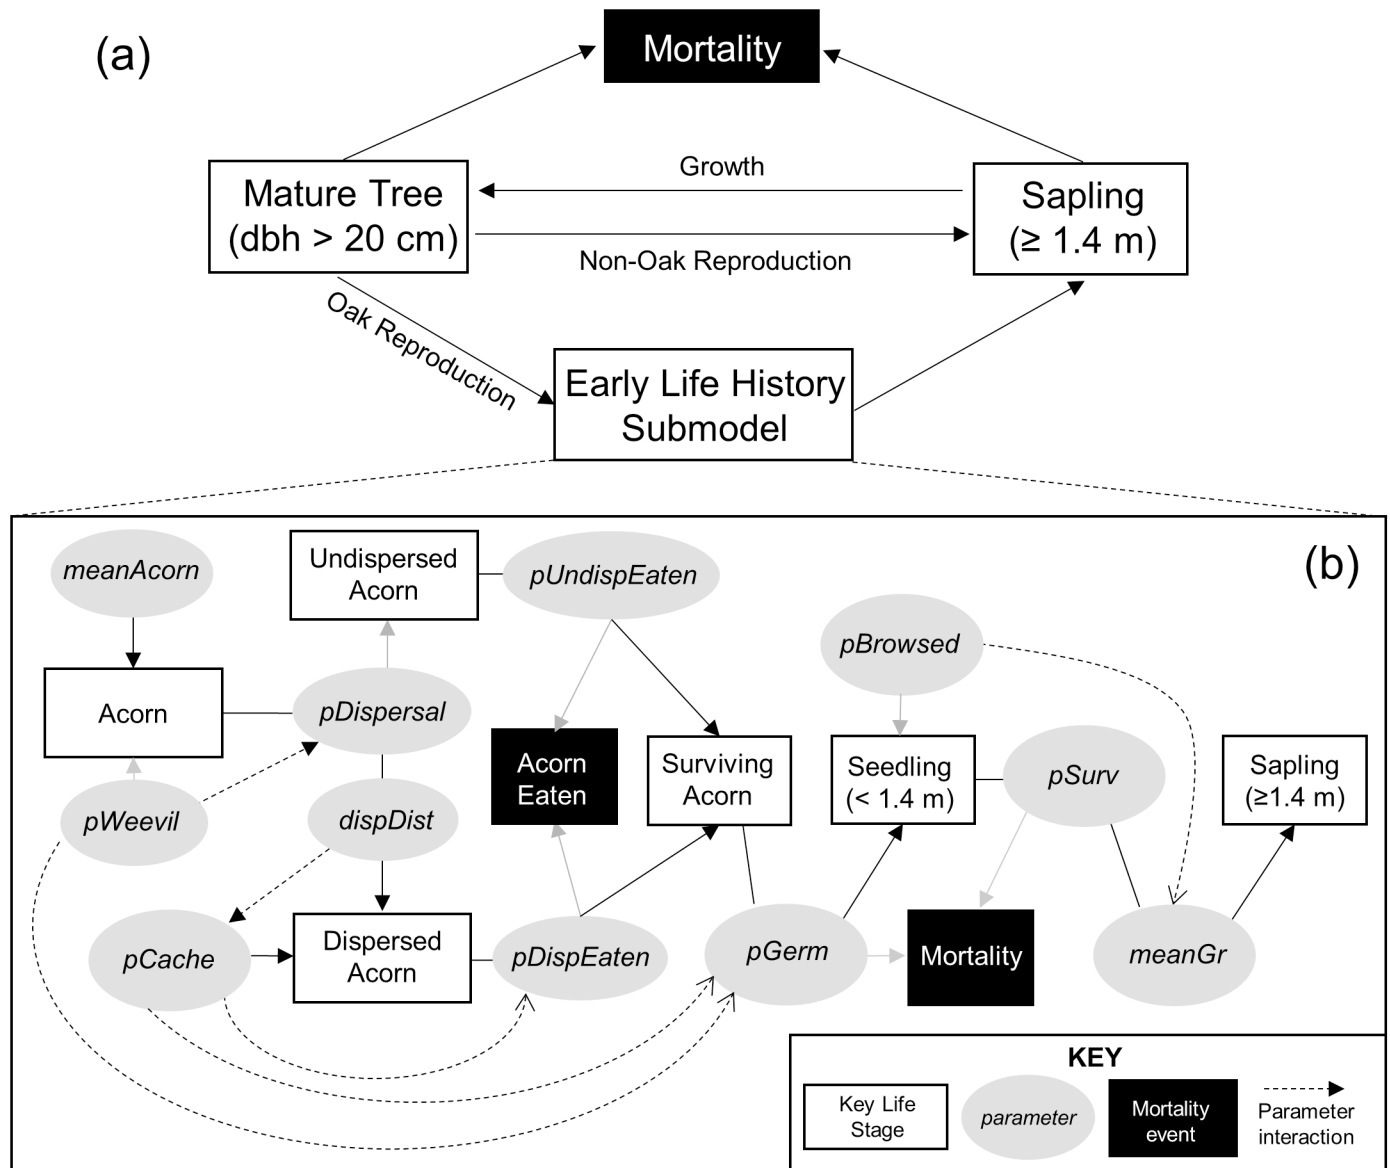 (a)
Mortality
Mature Tree
(dbh > 20 cm)
Growth
Non-Oak Reproduction
Sapling
(≥ 1.4 m)
Oak Reproduction
Early Life History
Submodel
(b)
meanAcorn
Undispersed
Acorn
pUndispEaten
pBrowsed
Acorn
pDispersal
Acorn
Eaten
Surviving
Acorn
Seedling
(< 1.4 m)
pSurv
Sapling
(≥1.4 m)
pWeevil
dispDist
pCache
Dispersed
Acorn
pDispEaten
pGerm
Mortality
meanGr
KEY
Key Life
Stage
parameter
Mortality
event
Parameter
interaction